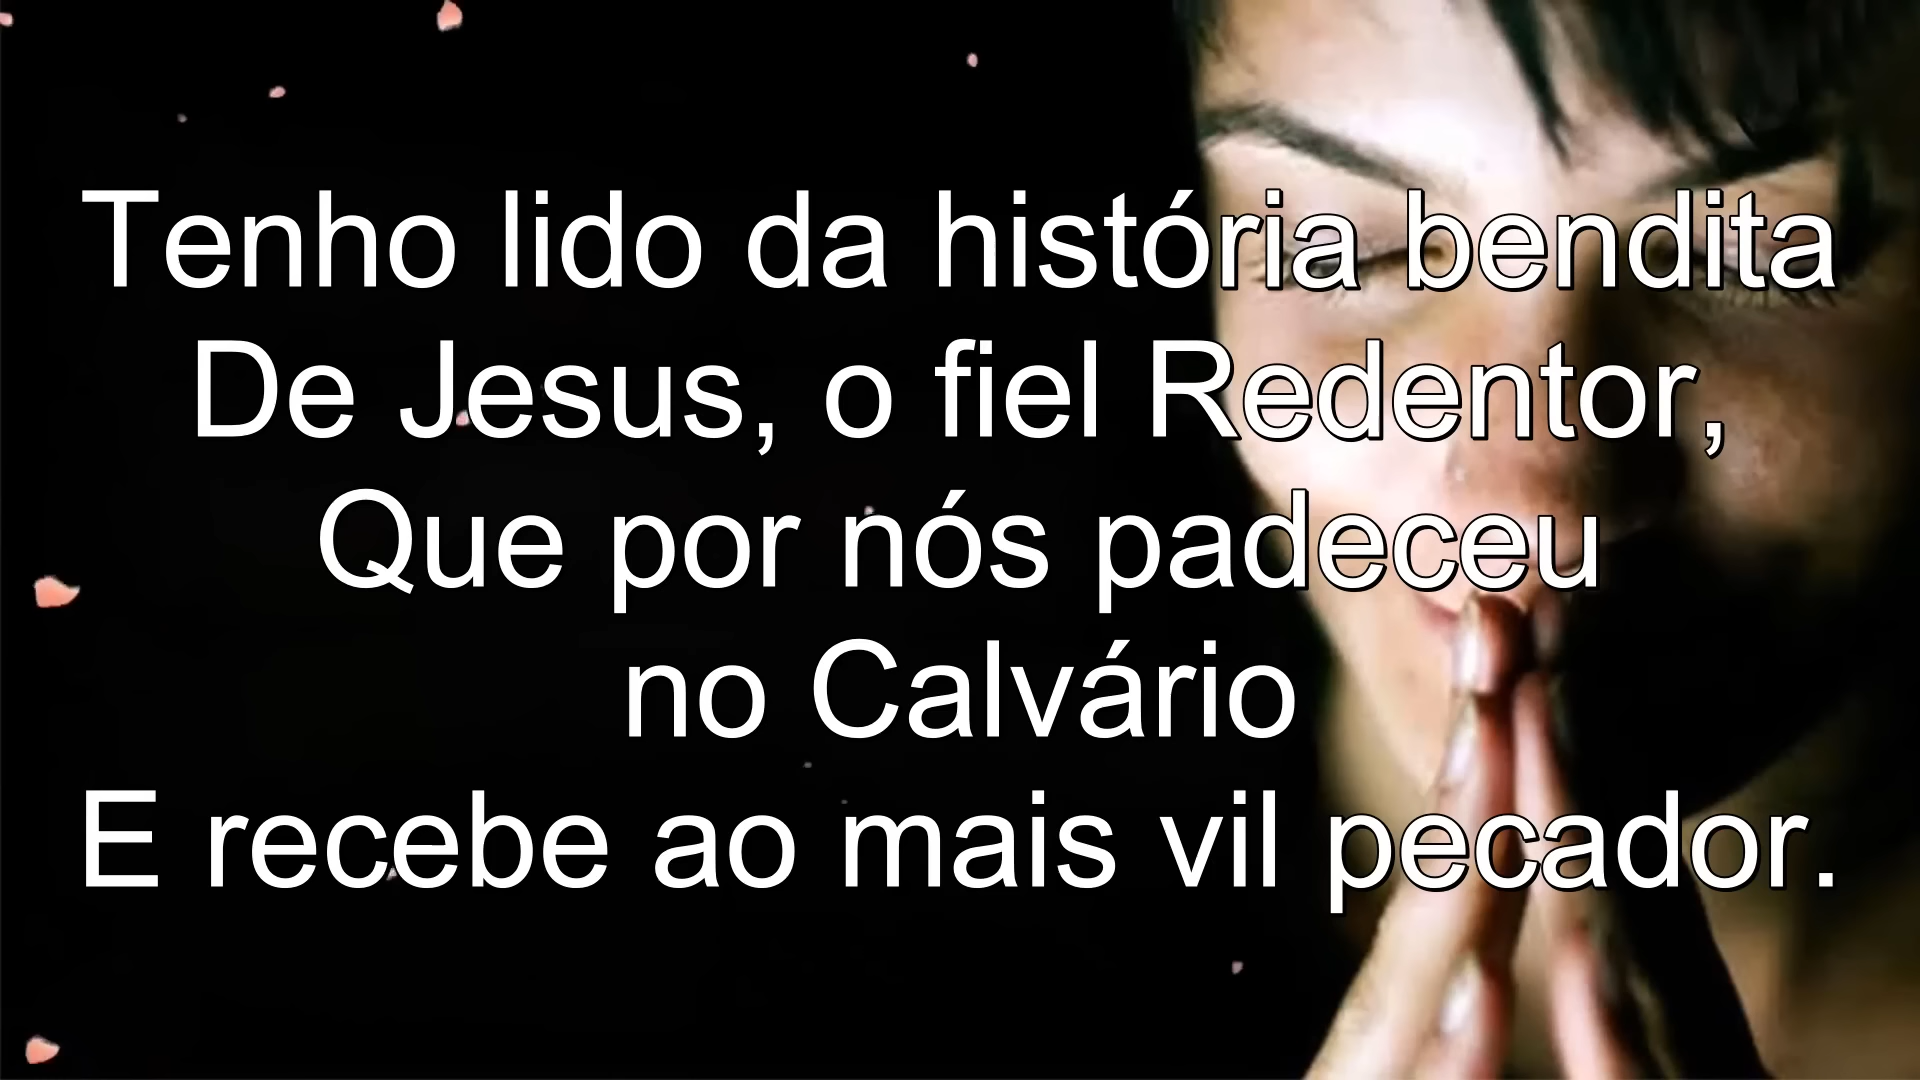 Tenho lido da história bendita
De Jesus, o fiel Redentor,
Que por nós padeceu
no Calvário
E recebe ao mais vil pecador.